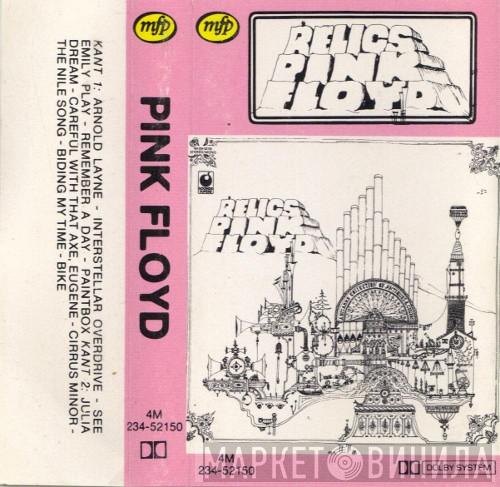 KANT 1: ARNOLD LAYNE - INTERSTELLAR OVERDRIVE - SEE
EMILY PLAY - REMEMBER A DAY - PAINTBOX KANT 2: JULIA
DREAM - CAREFUL WITH THAT AXE, EUGENE - CIRRUS MINOR -
THE NILE SONG - BIDING MY TIME - BIKE
mfp
PINK FLOYD
4M
234-52150
mfp
RELICS
PINK
FLOYD
RELICS
PINK
FLOYD
4M
234-52150
DOLBY SYSTEM
МАРКЕТ ВИНИЛА